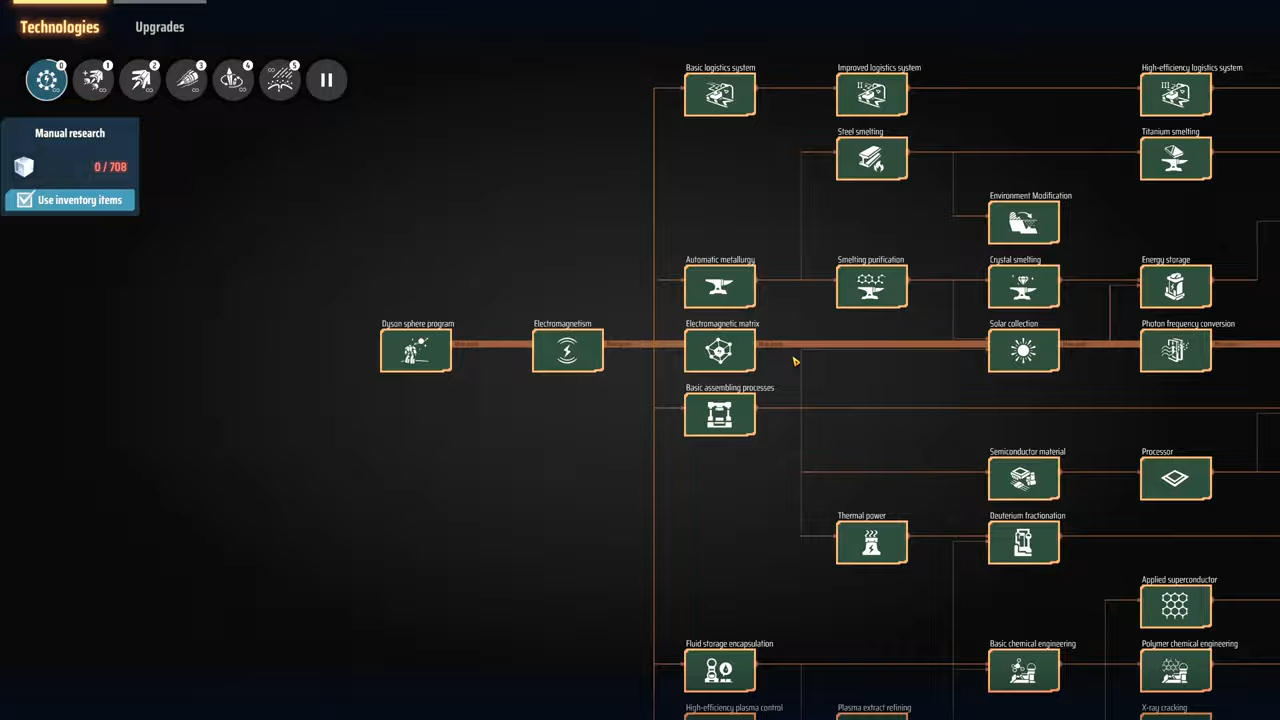 Technologies
Upgrades
0
1
2
3
4
5
Manual research
0 / 708
Use inventory items
Basic logistics system
Improved logistics system
High-efficiency logistics system
II
III
Steel smelting
Titanium smelting
Environment Modification
Automatic metallurgy
Smelting purification
Crystal smelting
Energy storage
Dyson sphere program
Electromagnetism
Electromagnetic matrix
Solar collection
Photon frequency conversion
Basic assembling processes
Semiconductor material
Processor
Thermal power
Deuterium fractionation
Applied superconductor
Fluid storage encapsulation
Basic chemical engineering
Polymer chemical engineering
High-efficiency plasma control
Plasma extract refining
X-ray cracking